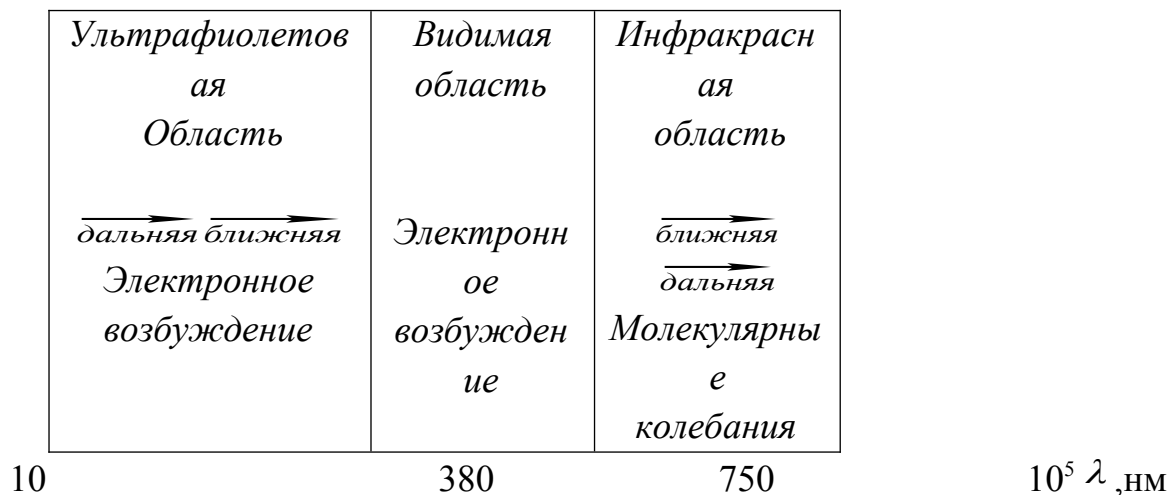 Ультрафиолетов
ая
Область
дальняя ближняя
Электронное
возбуждение
Видимая
область
Электронн
ое
возбужден
ие
Инфракрасн
ая
область
ближняя
дальняя
Молекулярны
е
колебания
10 380 750 10⁵ λ ,нм